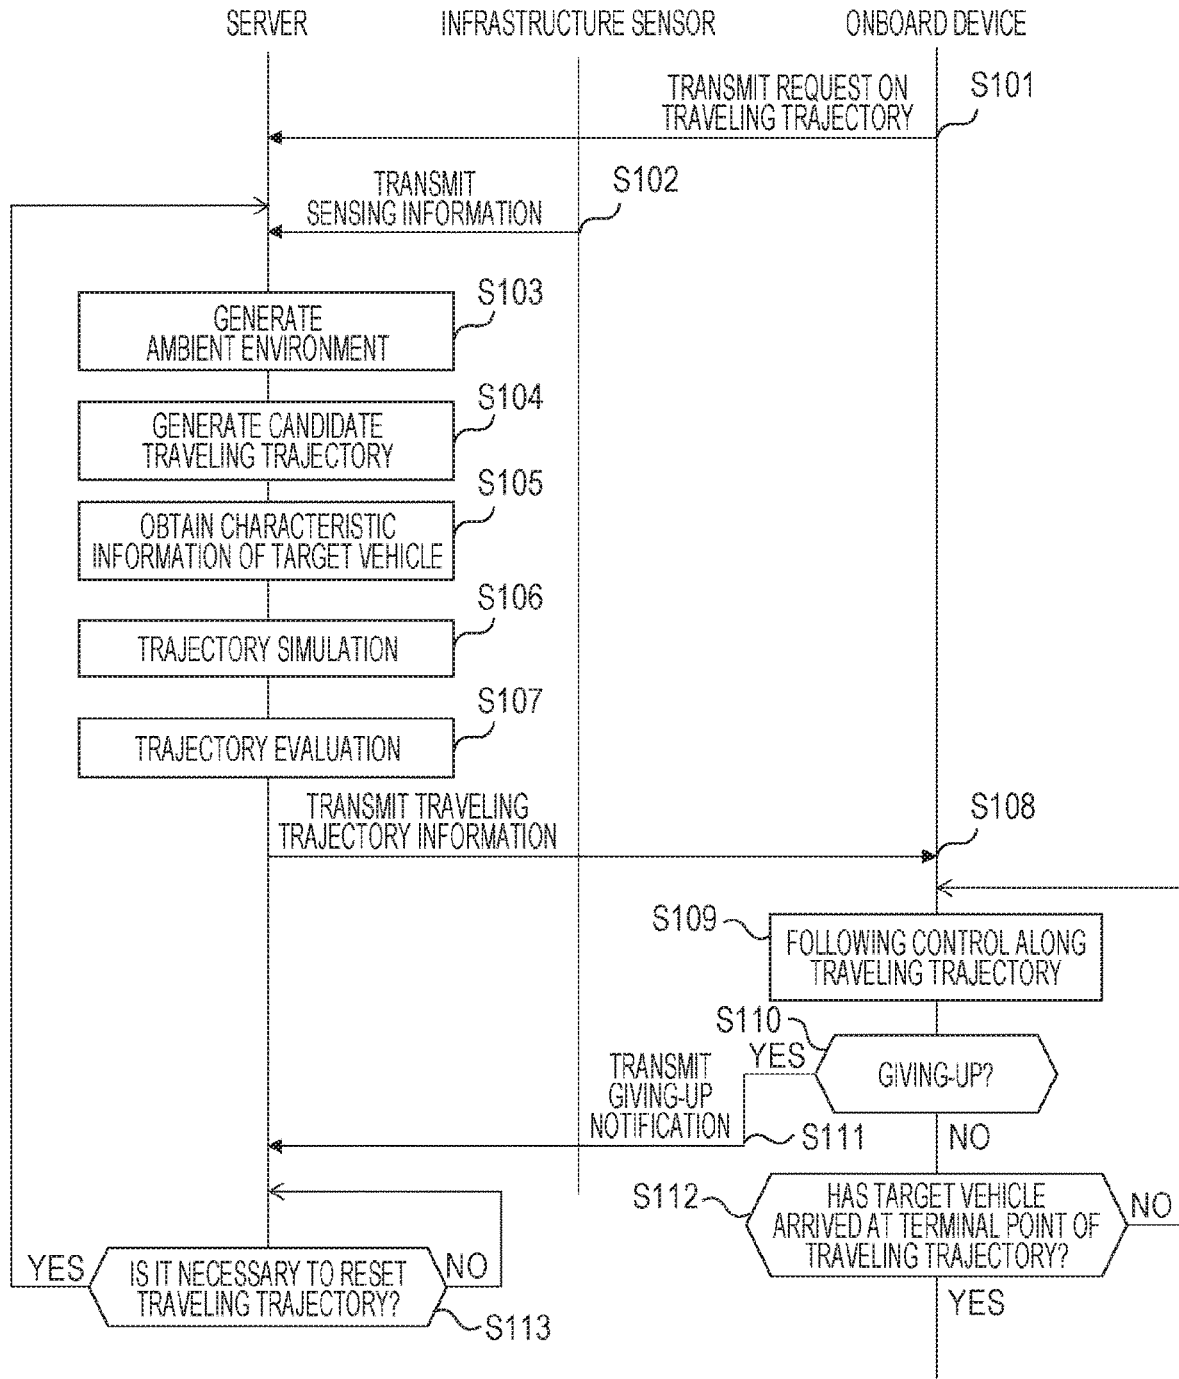 SERVER
INFRASTRUCTURE SENSOR
ONBOARD DEVICE
TRANSMIT REQUEST ON
TRAVELING TRAJECTORY
S101
TRANSMIT
SENSING INFORMATION
S102
S103
GENERATE
AMBIENT ENVIRONMENT
S104
GENERATE CANDIDATE
TRAVELING TRAJECTORY
S105
OBTAIN CHARACTERISTIC
INFORMATION OF TARGET VEHICLE
S106
TRAJECTORY SIMULATION
S107
TRAJECTORY EVALUATION
TRANSMIT TRAVELING
TRAJECTORY INFORMATION
S108
S109
FOLLOWING CONTROL ALONG
TRAVELING TRAJECTORY
S110
YES
GIVING-UP?
TRANSMIT
GIVING-UP
NOTIFICATION
S111
NO
S112
HAS TARGET VEHICLE
ARRIVED AT TERMINAL POINT OF
TRAVELING TRAJECTORY?
NO
YES
YES
IS IT NECESSARY TO RESET
TRAVELING TRAJECTORY?
NO
S113